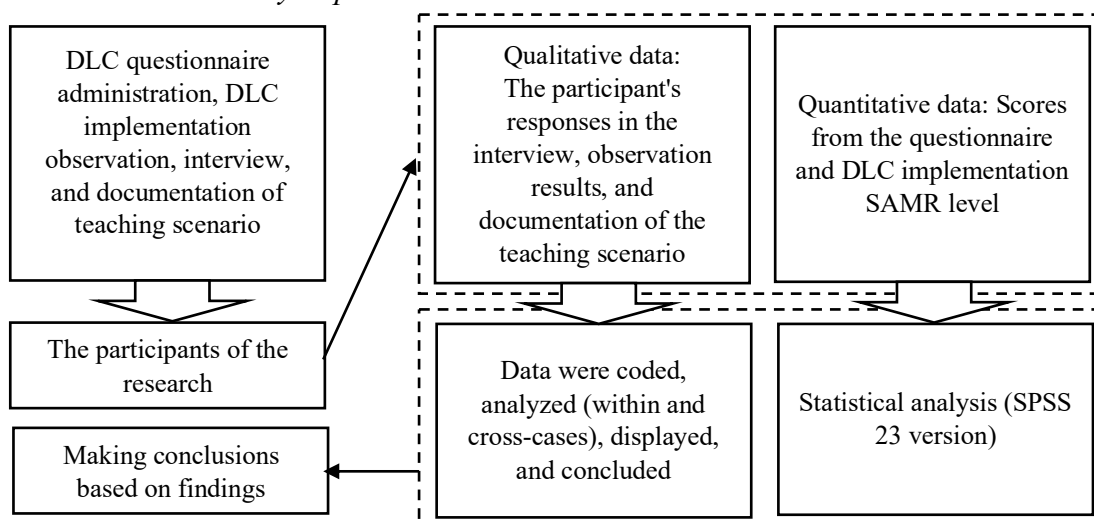 DLC questionnaire
administration, DLC
implementation
observation, interview,
and documentation of
teaching scenario
The participants of the
research
Making conclusions
based on findings
Qualitative data:
The participant's
responses in the
interview, observation
results, and
documentation of the
teaching scenario
Quantitative data: Scores
from the questionnaire
and DLC implementation
SAMR level
Data were coded,
analyzed (within and
cross-cases), displayed,
and concluded
Statistical analysis (SPSS
23 version)